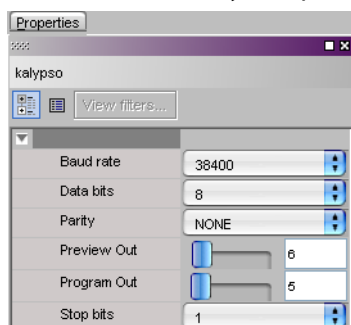 Properties
kalypso
View filters...
Baud rate 38400
Data bits 8
Parity NONE
Preview Out 6
Program Out 5
Stop bits 1